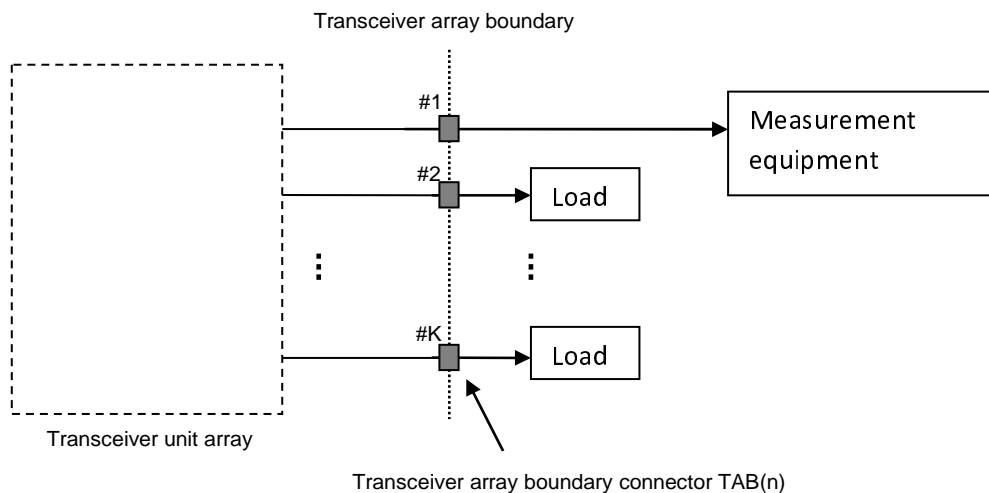 Transceiver array boundary
#1
Measurement
equipment
#2
Load
#K
Load
Transceiver unit array
Transceiver array boundary connector TAB(n)